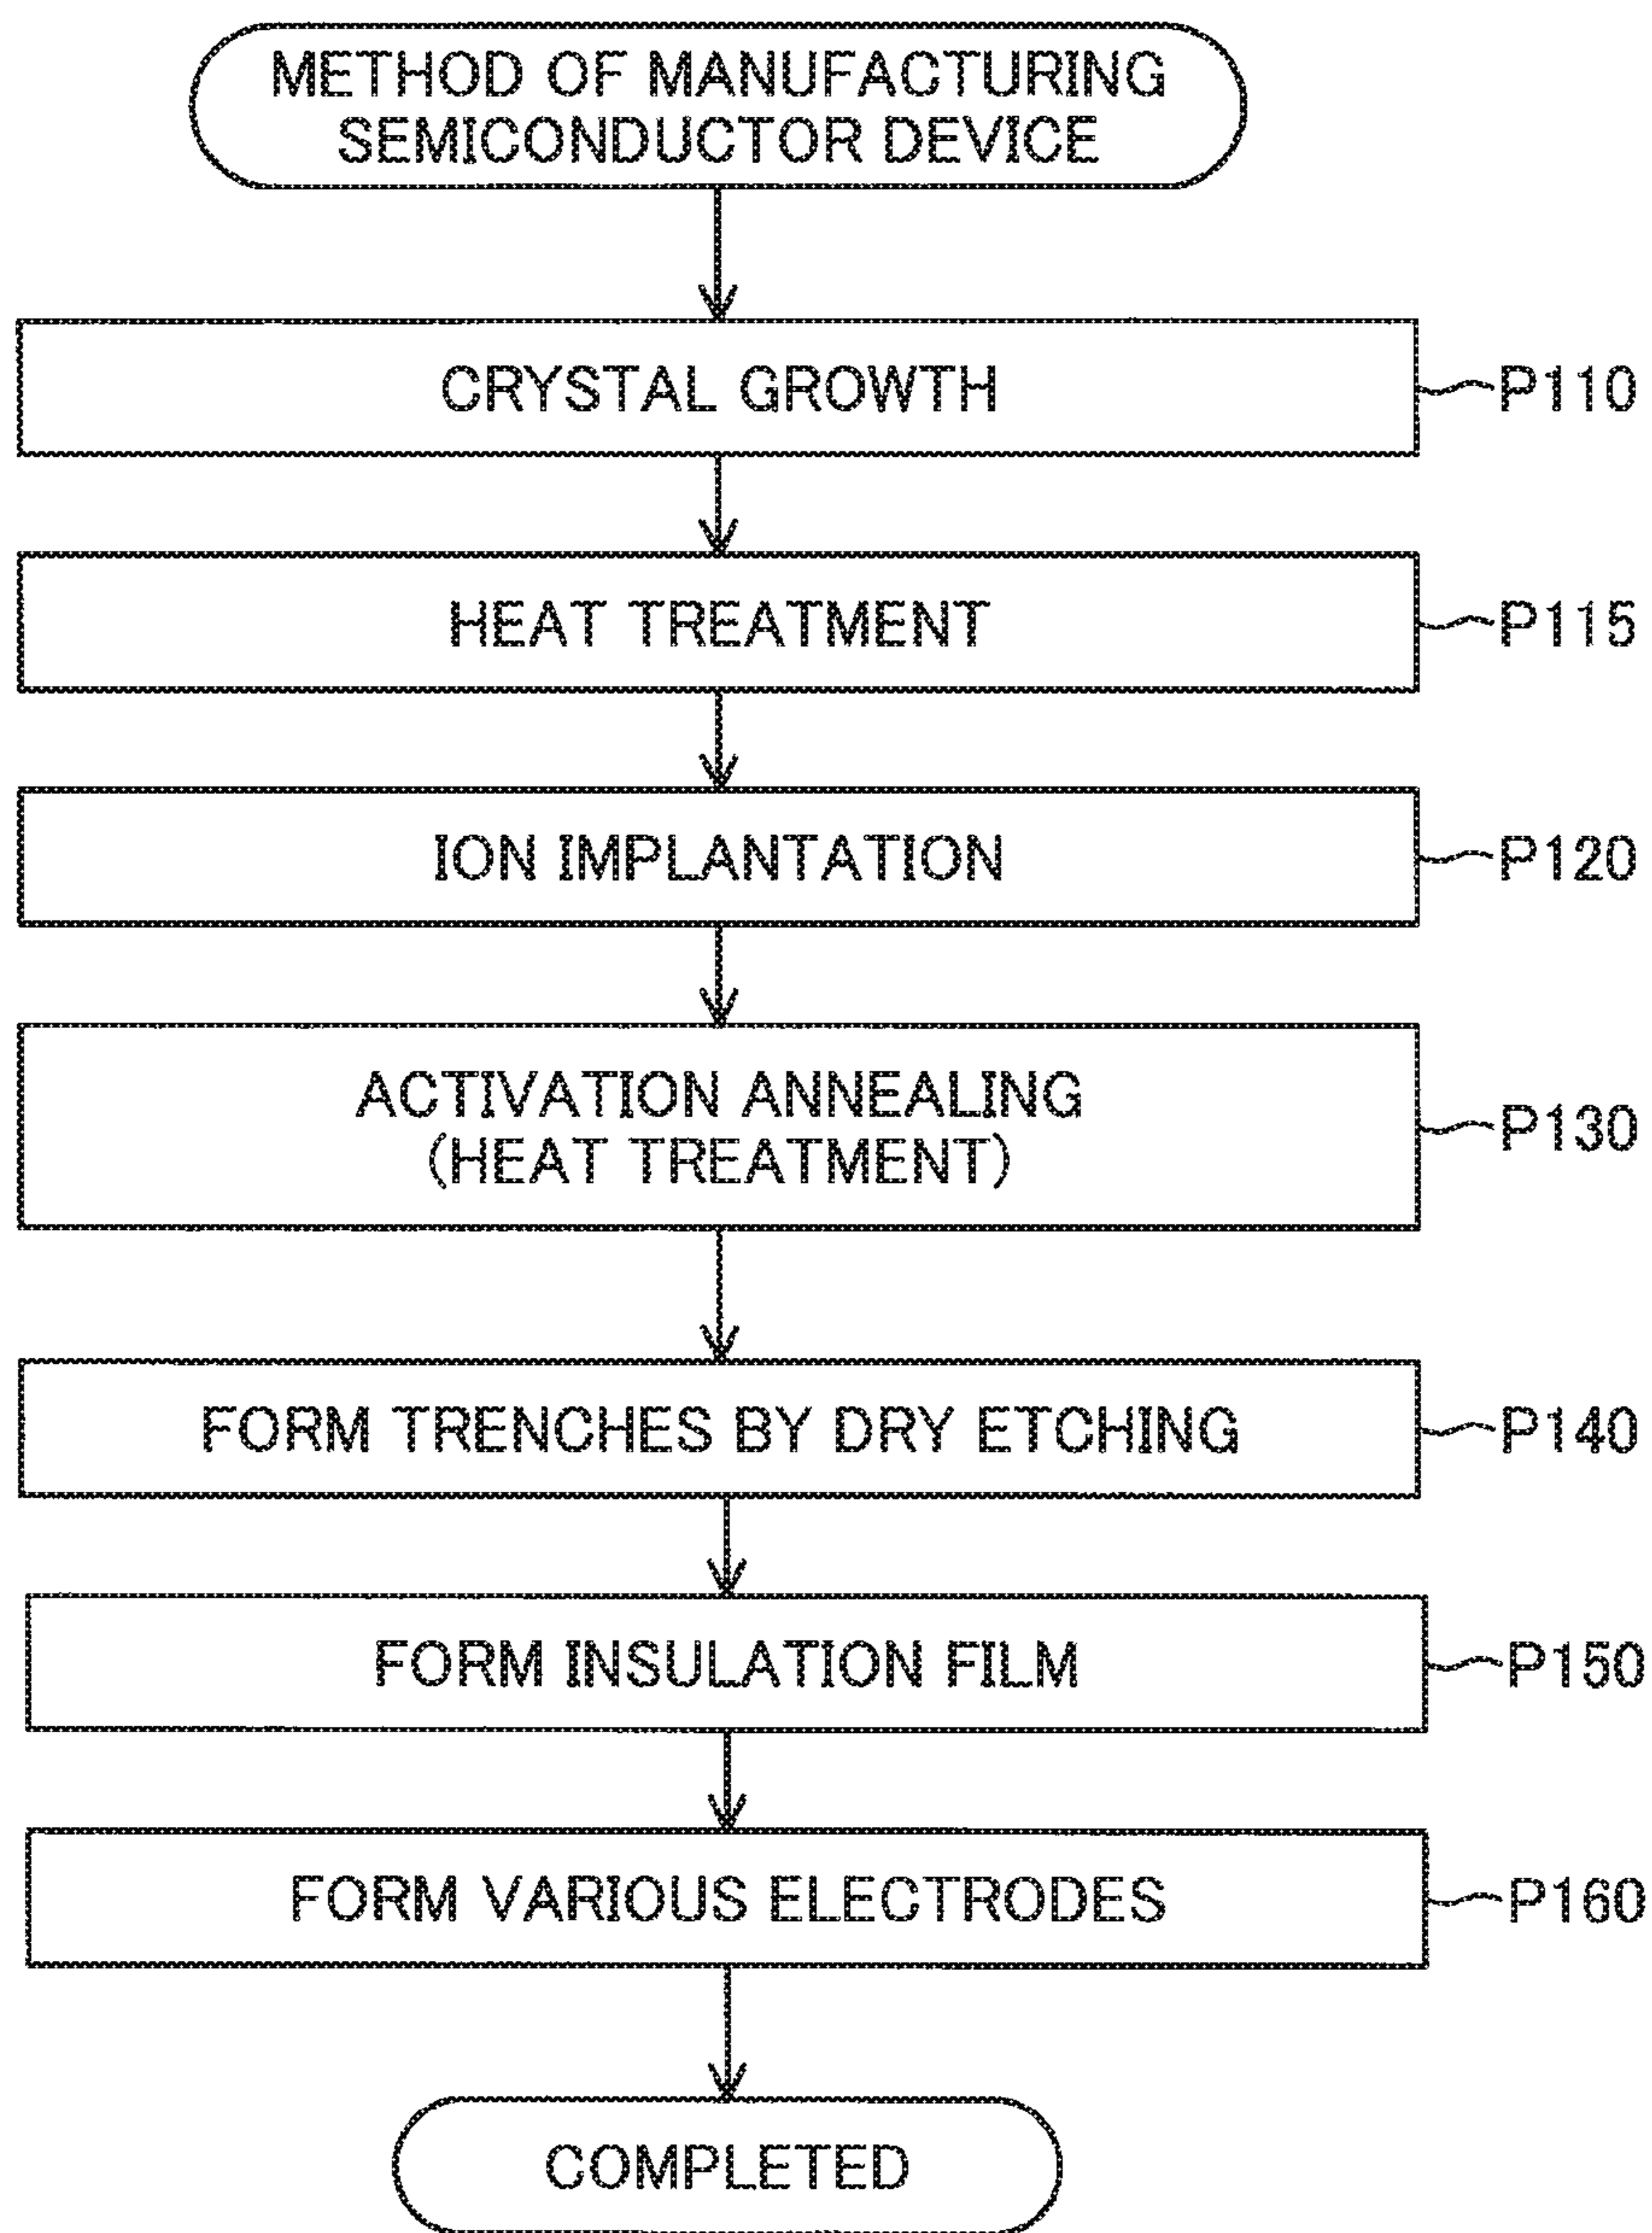 METHOD OF MANUFACTURING
SEMICONDUCTOR DEVICE
CRYSTAL GROWTH
P110
HEAT TREATMENT
P115
ION IMPLANTATION
P120
ACTIVATION ANNEALING
(HEAT TREATMENT)
P130
FORM TRENCHES BY DRY ETCHING
P140
FORM INSULATION FILM
P150
FORM VARIOUS ELECTRODES
P160
COMPLETED